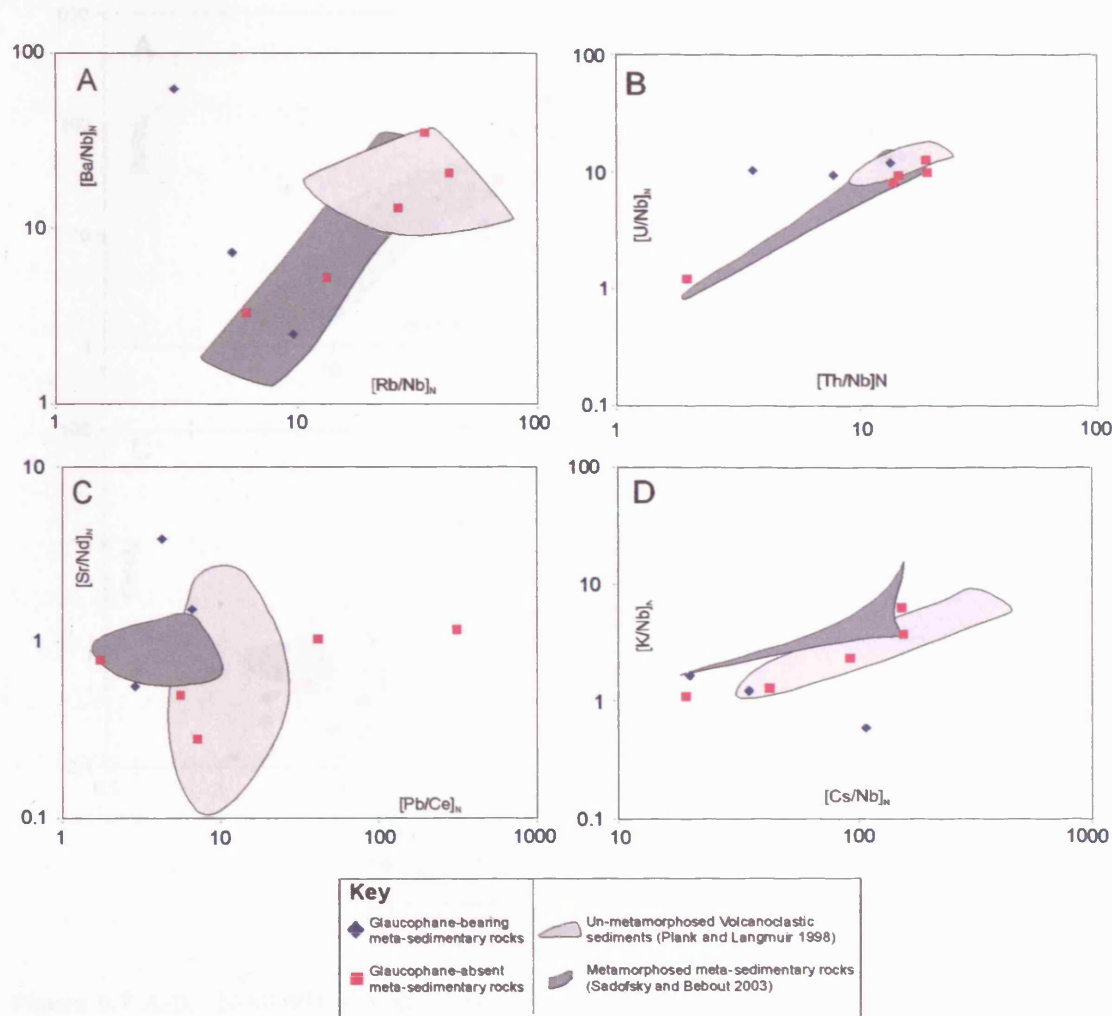 A
100
10
1
[Ba/Nb]N
[Rb/Nb]N
1
10
100
B
100
10
1
0.1
[U/Nb]N
[Th/Nb]N
1
10
100
C
10
1
0.1
[Sr/Nd]N
[Pb/Ce]N
1
10
100
1000
D
100
10
1
0.1
[K/Nb]N
[Cs/Nb]N
10
100
1000
Key
Glaucophane-bearing
meta-sedimentary rocks
Glaucophane-absent
meta-sedimentary rocks
Un-metamorphosed Volcanoclastic
sediments (Plank and Langmuir 1998)
Metamorphosed meta-sedimentary rocks
(Sadofsky and Bebout 2003)